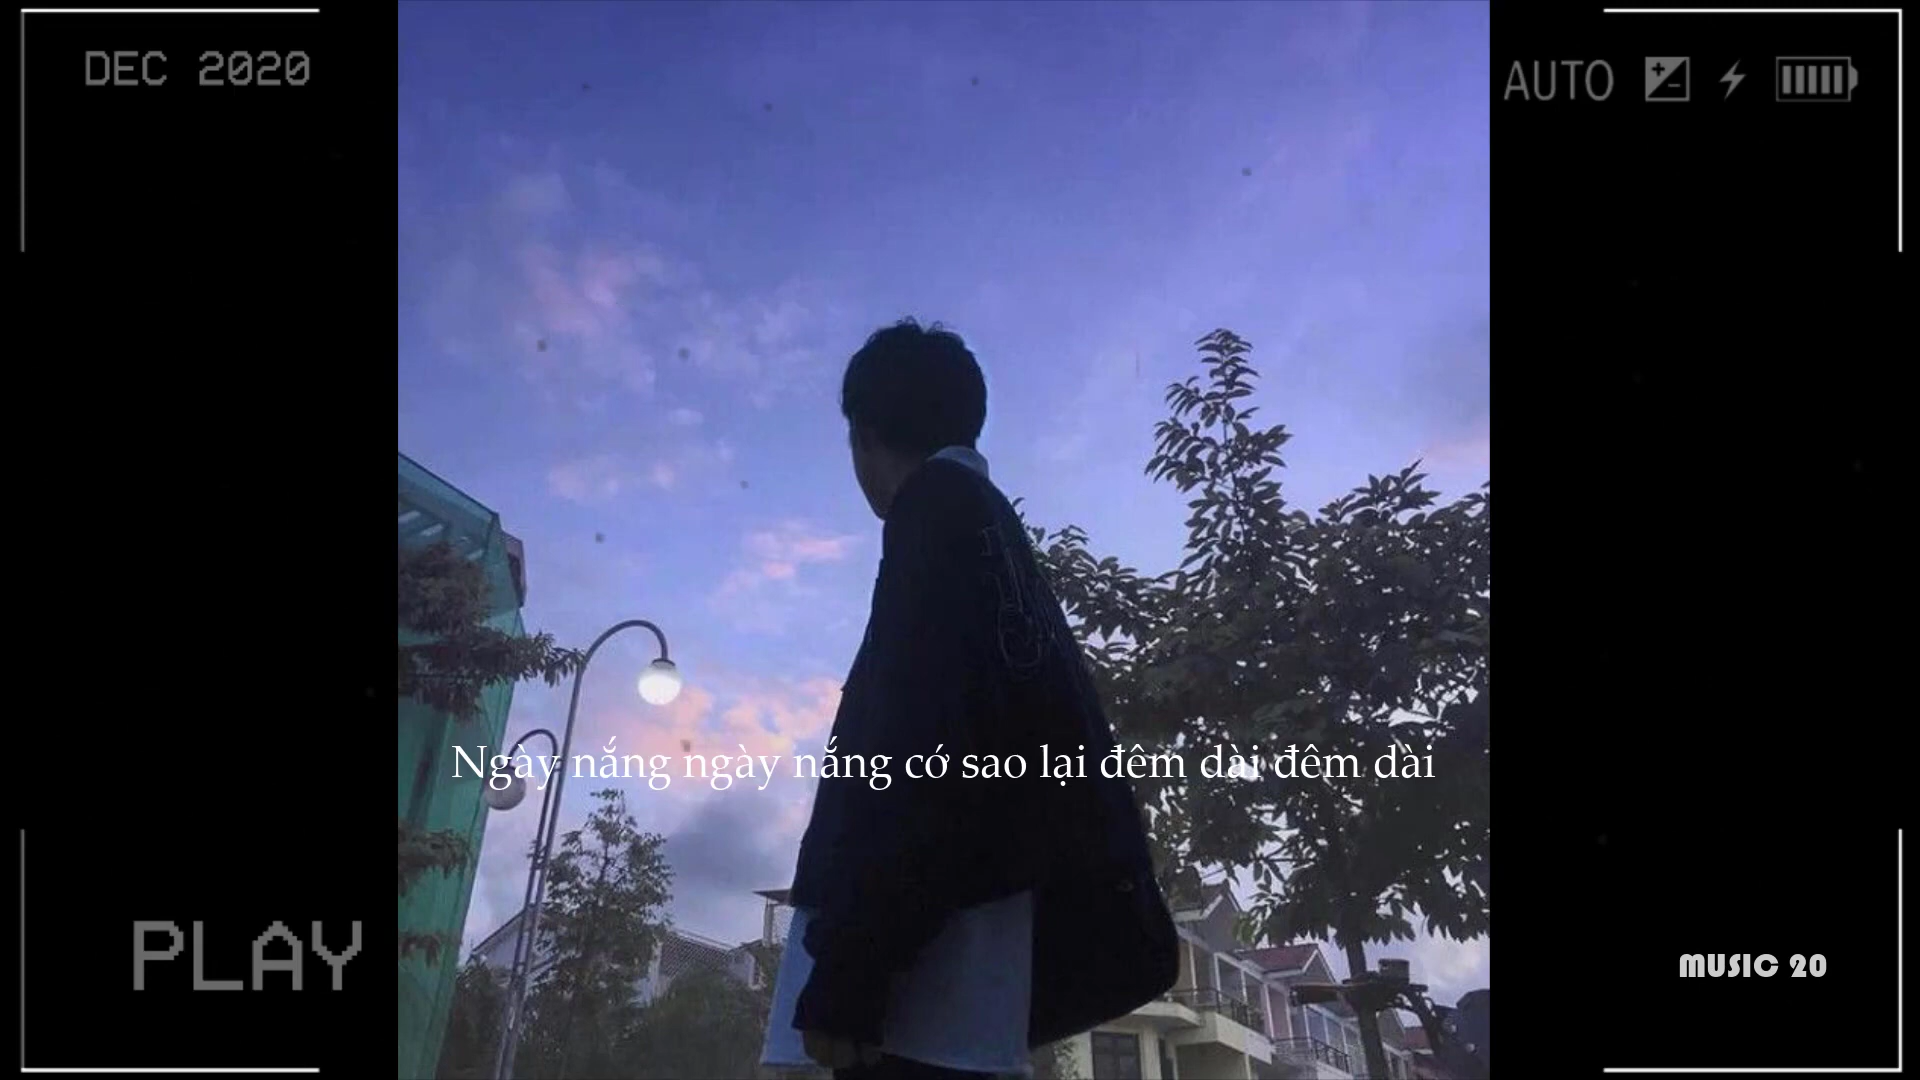 DEC 2020
AUTO
Ngày nắng ngày nắng cớ sao lại đêm dài đêm dài
PLAY
MUSIC 20